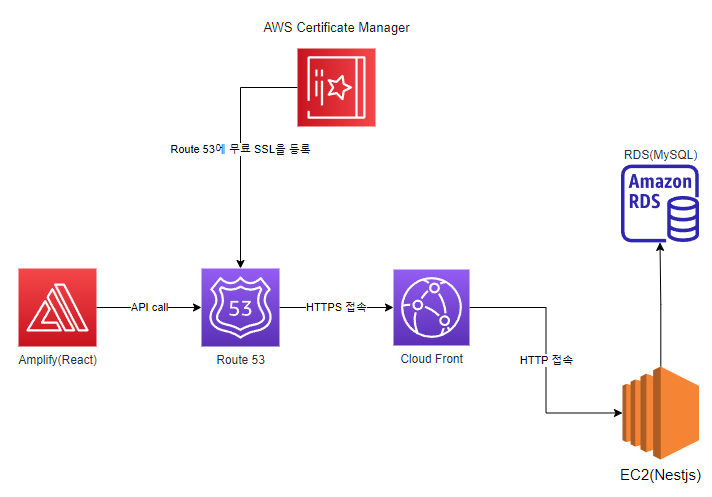 AWS Certificate Manager
Route 53에 무료 SSL을 등록
RDS(MySQL)
Amazon
RDS
53
API call
HTTPS 접속
Amplify(React)
Route 53
Cloud Front
HTTP 접속
EC2(Nestjs)